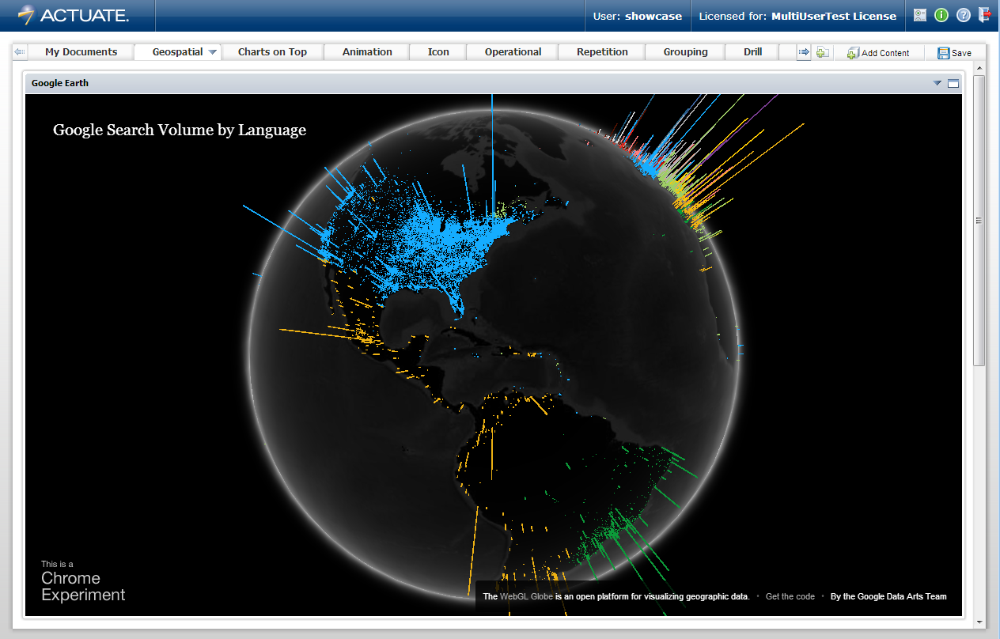 ACTUATE.
User: showcase
Licensed for: MultiUserTest License
My Documents
Geospatial
Charts on Top
Animation
Icon
Operational
Repetition
Grouping
Drill
Add Content
Save
Google Earth
Google Search Volume by Language
This is a
Chrome
Experiment
The WebGL Globe is an open platform for visualizing geographic data. • Get the code • By the Google Data Arts Team